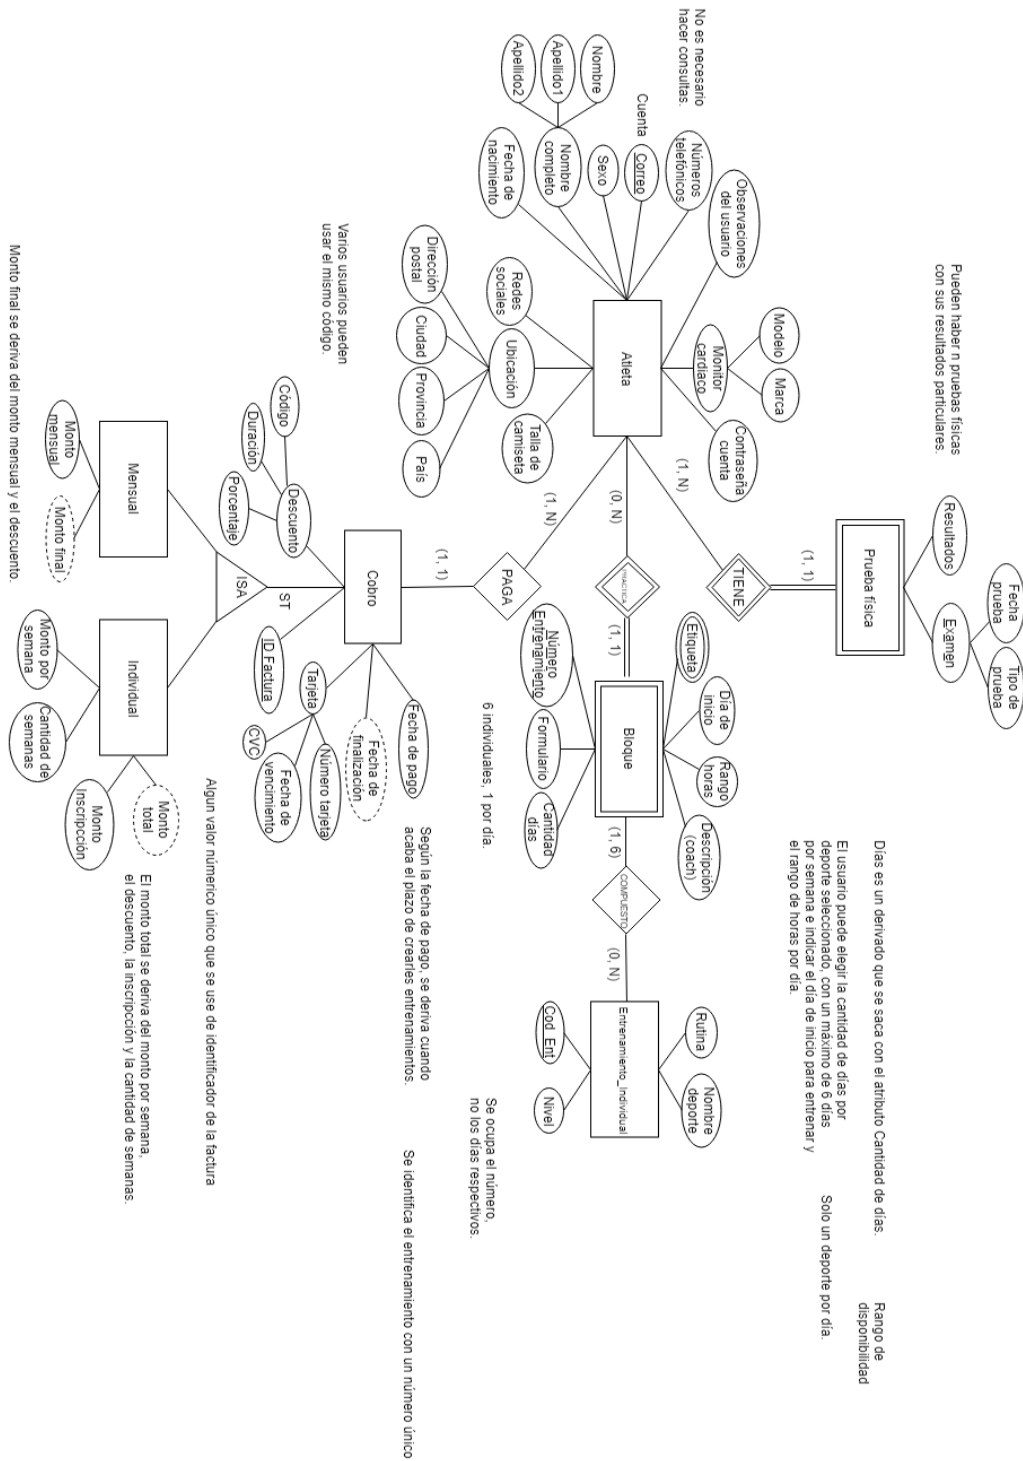 Pueden haber n pruebas físicas
con sus resultados particulares.
Fecha
prueba
Tipo de
prueba
Resultados
Examen
Prueba física
(1, 1)
TIENE
(1, N)
Días es un derivado que se saca con el atributo Cantidad de días.
Rango de
disponibilidad
El usuario puede elegir la cantidad de días por
deporte seleccionado, con un máximo de 6 días
por semana e indicar el día de inicio para entrenar y
el rango de horas por día.
Solo un deporte por día.
No es necesario
hacer consultas.
Observaciones
del usuario
Modelo
Marca
Monitor
cardiaco
Contraseña
cuenta
Números
telefónicos
Cuenta
Correo
Sexo
Nombre
Apellido1
Apellido2
Nombre
completo
Fecha de
nacimiento
Atleta
(0, N)
PRACTICA
(1, 1)
Etiqueta
Día de
inicio
Rango
horas
Descripción
(coach)
Bloque
Número
Entrenamiento
Formulario
Cantidad
días
(1, 6)
COMPUESTO
(0, N)
Rutina
Nombre
deporte
Entrenamiento_Individual
Cod_Ent
Nivel
Redes
sociales
Ubicación
Talla de
camiseta
Dirección
postal
Ciudad
Provincia
País
(1, N)
PAGA
(1, 1)
6 individuales, 1 por día.
Se ocupa el número,
no los días respectivos.
Se identifica el entrenamiento con un número único
Varios usuarios pueden
usar el mismo código.
Cobro
Fecha de pago
Fecha de
finalización
Según la fecha de pago, se deriva cuando
acaba el plazo de crearles entrenamientos.
Código
Duración
Porcentaje
Descuento
ST
ISA
ID Factura
Tarjeta
Número tarjeta
Fecha de
vencimiento
CVC
Algun valor númerico único que se use de identificador de la factura
Mensual
Monto
mensual
Monto final
Individual
Monto por
semana
Cantidad de
semanas
Monto
total
Monto
Inscripcción
El monto total se deriva del monto por semana,
el descuento, la inscripcción y la cantidad de semanas.
Monto final se deriva del monto mensual y el descuento.